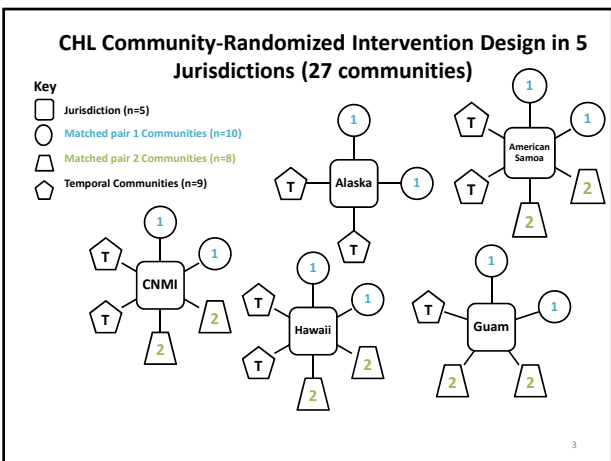 CHL Community-Randomized Intervention Design in 5
Jurisdictions (27 communities)
Key
Jurisdiction (n=5)
Matched pair 1 Communities (n=10)
Matched pair 2 Communities (n=8)
Temporal Communities (n=9)
1
1
T
Alaska
T
1
1
T
American
Samoa
T
2
2
1
1
T
CNMI
T
2
2
1
1
T
Hawaii
T
2
2
1
1
T
Guam
2
2
3